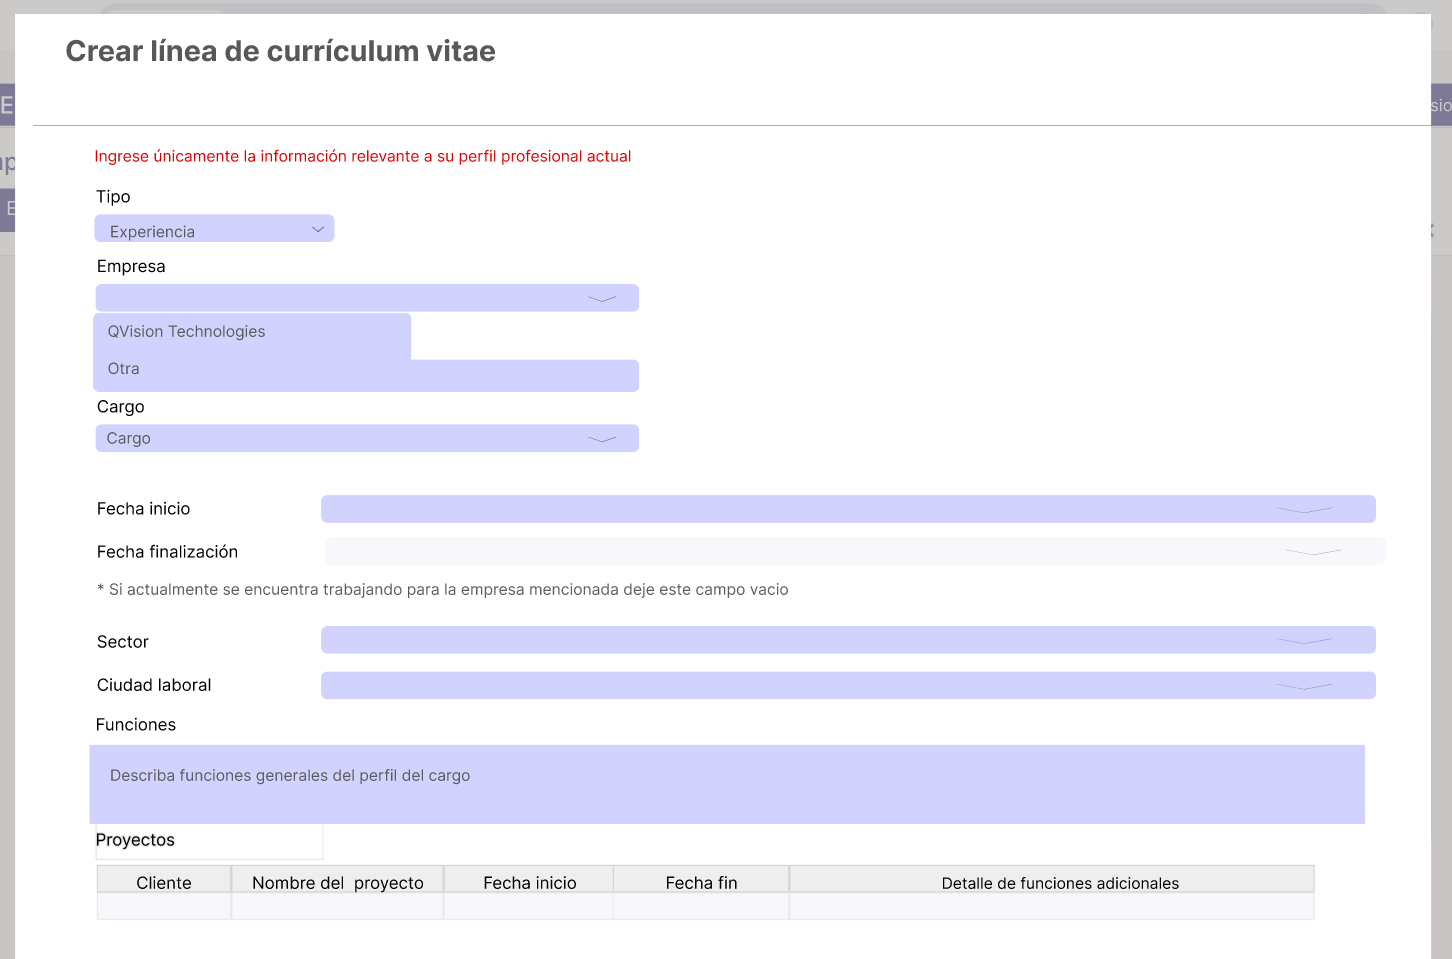 Crear línea de currículum vitae
E
sio
Ingrese únicamente la información relevante a su perfil profesional actual
Tipo
E
Experiencia
Empresa
QVision Technologies
Otra
Cargo
Cargo
Fecha inicio
Fecha finalización
* Si actualmente se encuentra trabajando para la empresa mencionada deje este campo vacio
Sector
Ciudad laboral
Funciones
Describa funciones generales del perfil del cargo
Proyectos
Cliente Nombre del proyecto Fecha inicio Fecha fin Detalle de funciones adicionales